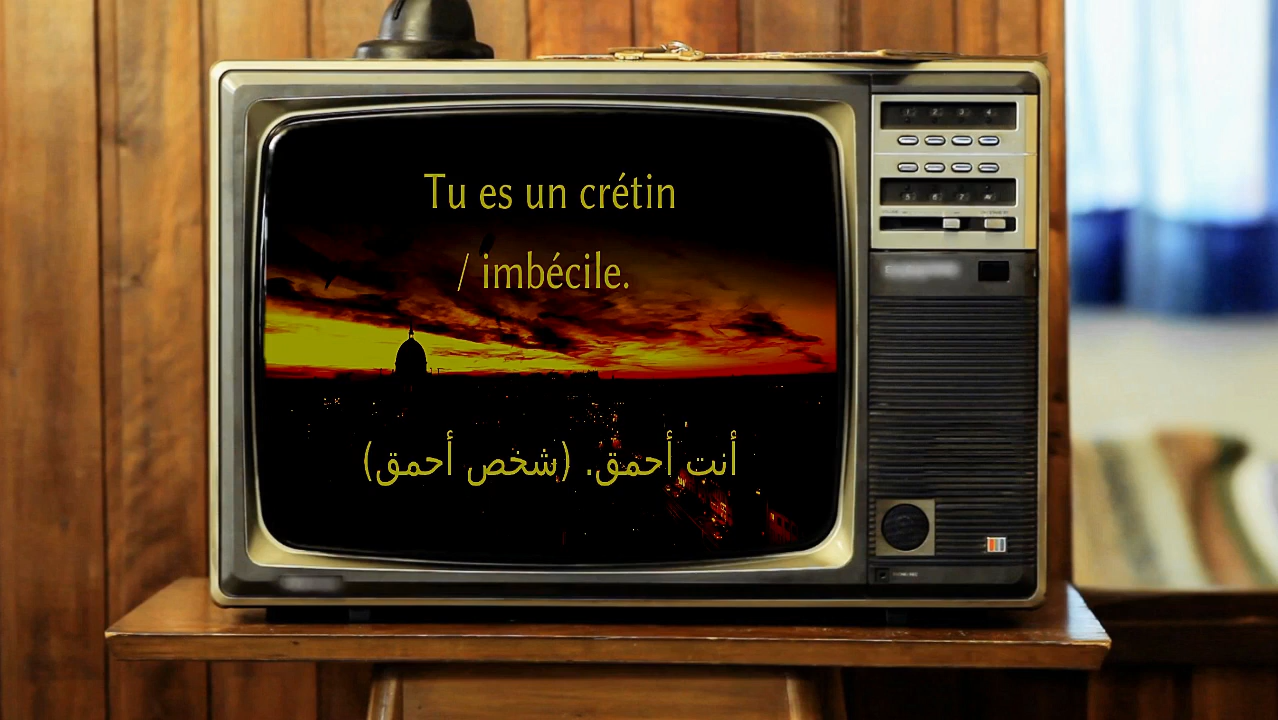 Tu es un crétin
/ imbécile.
أنت أحمق. (شخص أحمق)